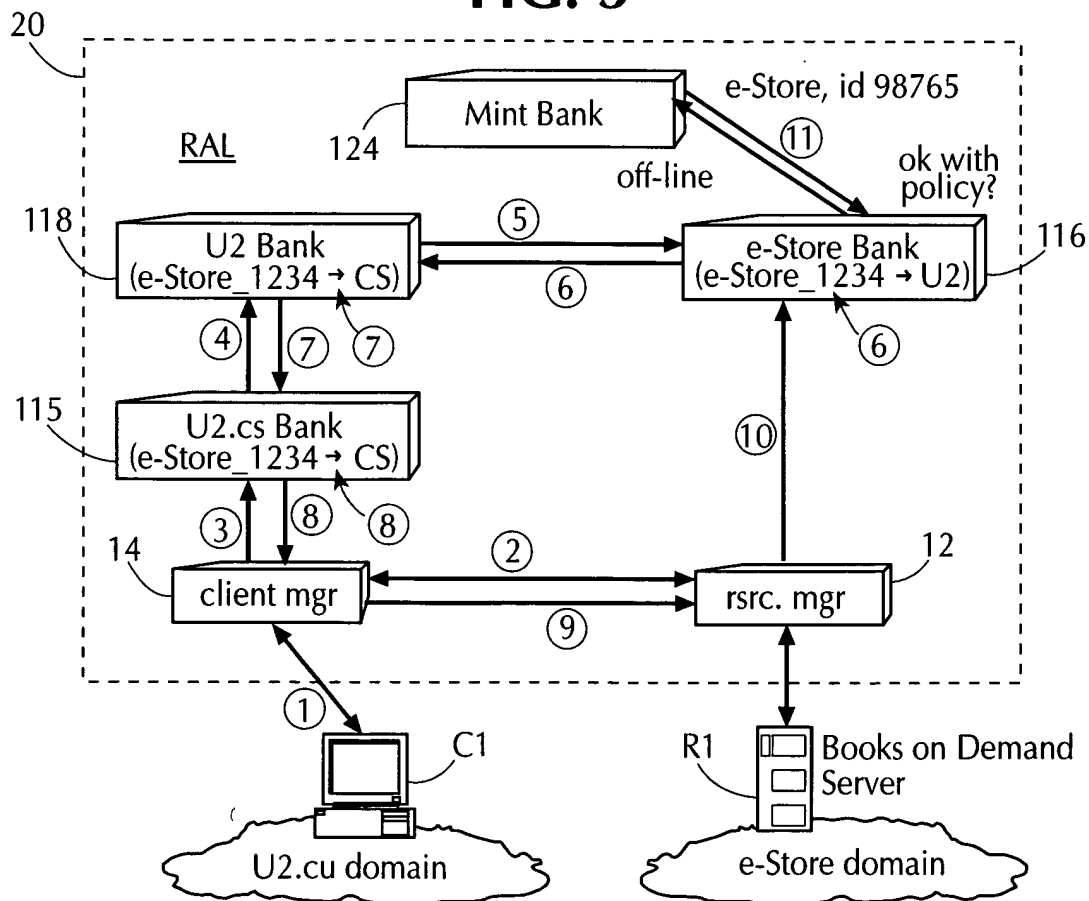 FIG. 9
20
Mint Bank
e-Store, id 98765
124
RAL
11
off-line
ok with
policy?
118
U2 Bank
(e-Store_1234 → CS)
5
6
e-Store Bank
(e-Store_1234 → U2)
116
4
7
7
6
115
U2.cs Bank
(e-Store_1234 → CS)
10
3
8
8
14
client mgr
2
9
12
rsrc. mgr
1
C1
R1
Books on Demand
Server
U2.cu domain
e-Store domain